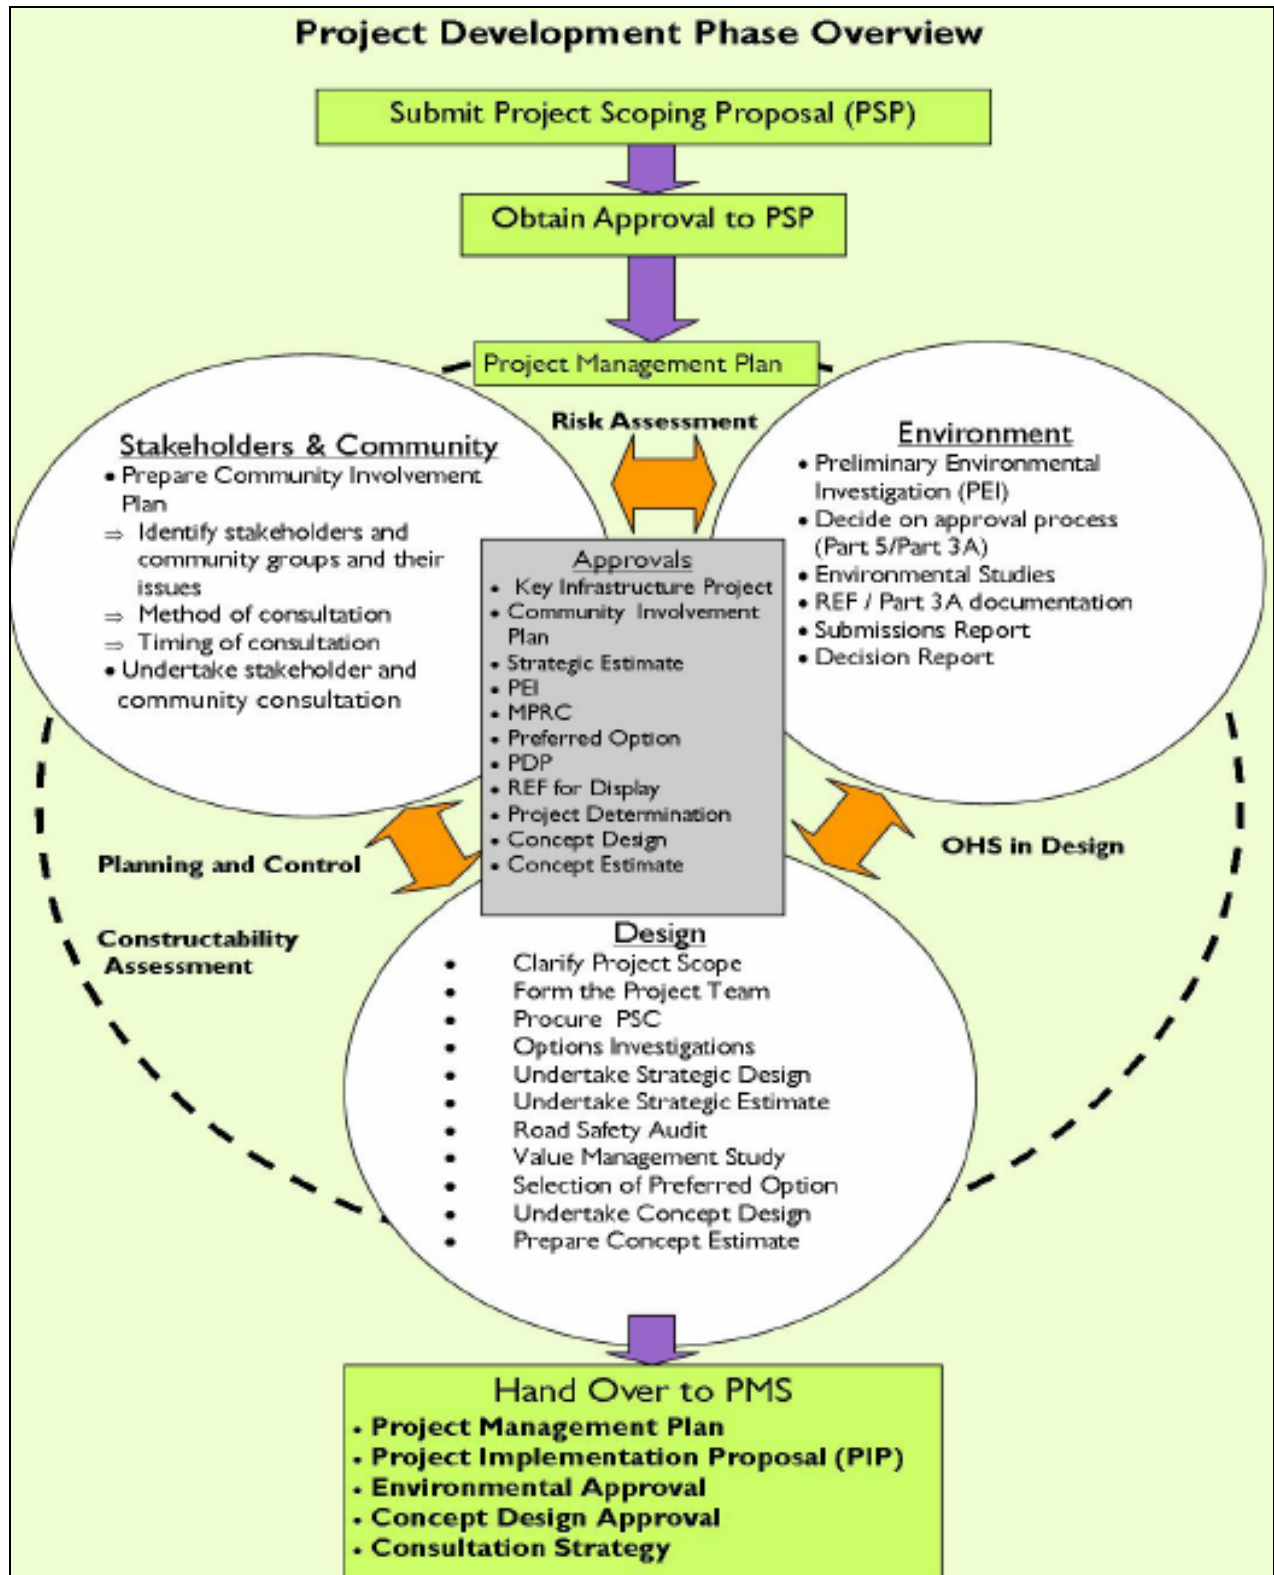 Project Development Phase Overview
Submit Project Scoping Proposal (PSP)
Obtain Approval to PSP
Project Management Plan
Risk Assessment
Stakeholders & Community
• Prepare Community Involvement
Plan
⇒ Identify stakeholders and
community groups and their
issues
⇒ Method of consultation
⇒ Timing of consultation
• Undertake stakeholder and
community consultation
Environment
• Preliminary Environmental
Investigation (PEI)
• Decide on approval process
(Part 5/Part 3A)
• Environmental Studies
• REF / Part 3A documentation
• Submissions Report
• Decision Report
Approvals
• Key Infrastructure Project
• Community Involvement
Plan
• Strategic Estimate
• PEI
• MPRC
• Preferred Option
• PDP
• REF for Display
• Project Determination
• Concept Design
• Concept Estimate
Planning and Control
OHS in Design
Constructability
Assessment
Design
• Clarify Project Scope
• Form the Project Team
• Procure PSC
• Options Investigations
• Undertake Strategic Design
• Undertake Strategic Estimate
• Road Safety Audit
• Value Management Study
• Selection of Preferred Option
• Undertake Concept Design
• Prepare Concept Estimate
Hand Over to PMS
• Project Management Plan
• Project Implementation Proposal (PIP)
• Environmental Approval
• Concept Design Approval
• Consultation Strategy